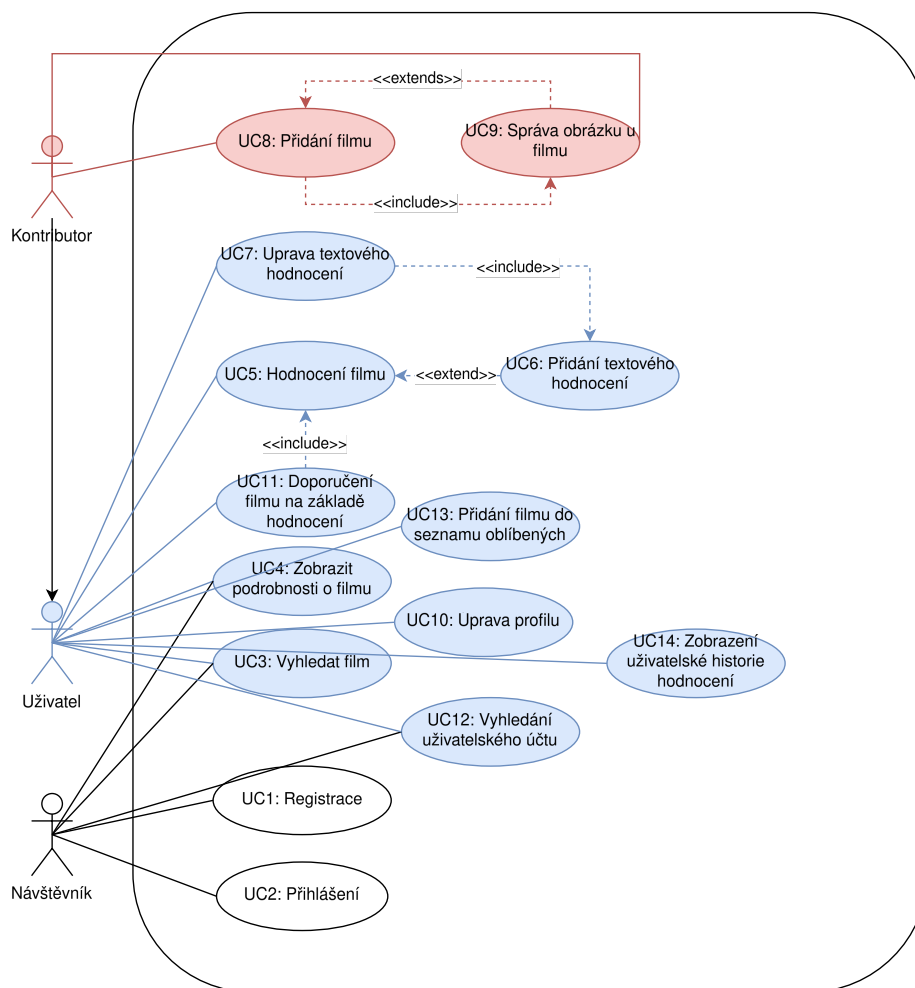 <<extends>>
UC8: Přidání filmu
UC9: Správa obrázku u
filmu
<<include>>
Kontributor
UC7: Uprava textového
hodnocení
<<include>>
UC5: Hodnocení filmu
<<extend>>
UC6: Přidání textového
hodnocení
<<include>>
UC11: Doporučení
filmu na základě
hodnocení
UC13: Přidání filmu do
seznamu oblíbených
UC4: Zobrazit
podrobnosti o filmu
UC10: Uprava profilu
UC3: Vyhledat film
UC14: Zobrazení
uživatelské historie
hodnocení
Uživatel
UC12: Vyhledání
uživatelského účtu
UC1: Registrace
Návštěvník
UC2: Přihlášení